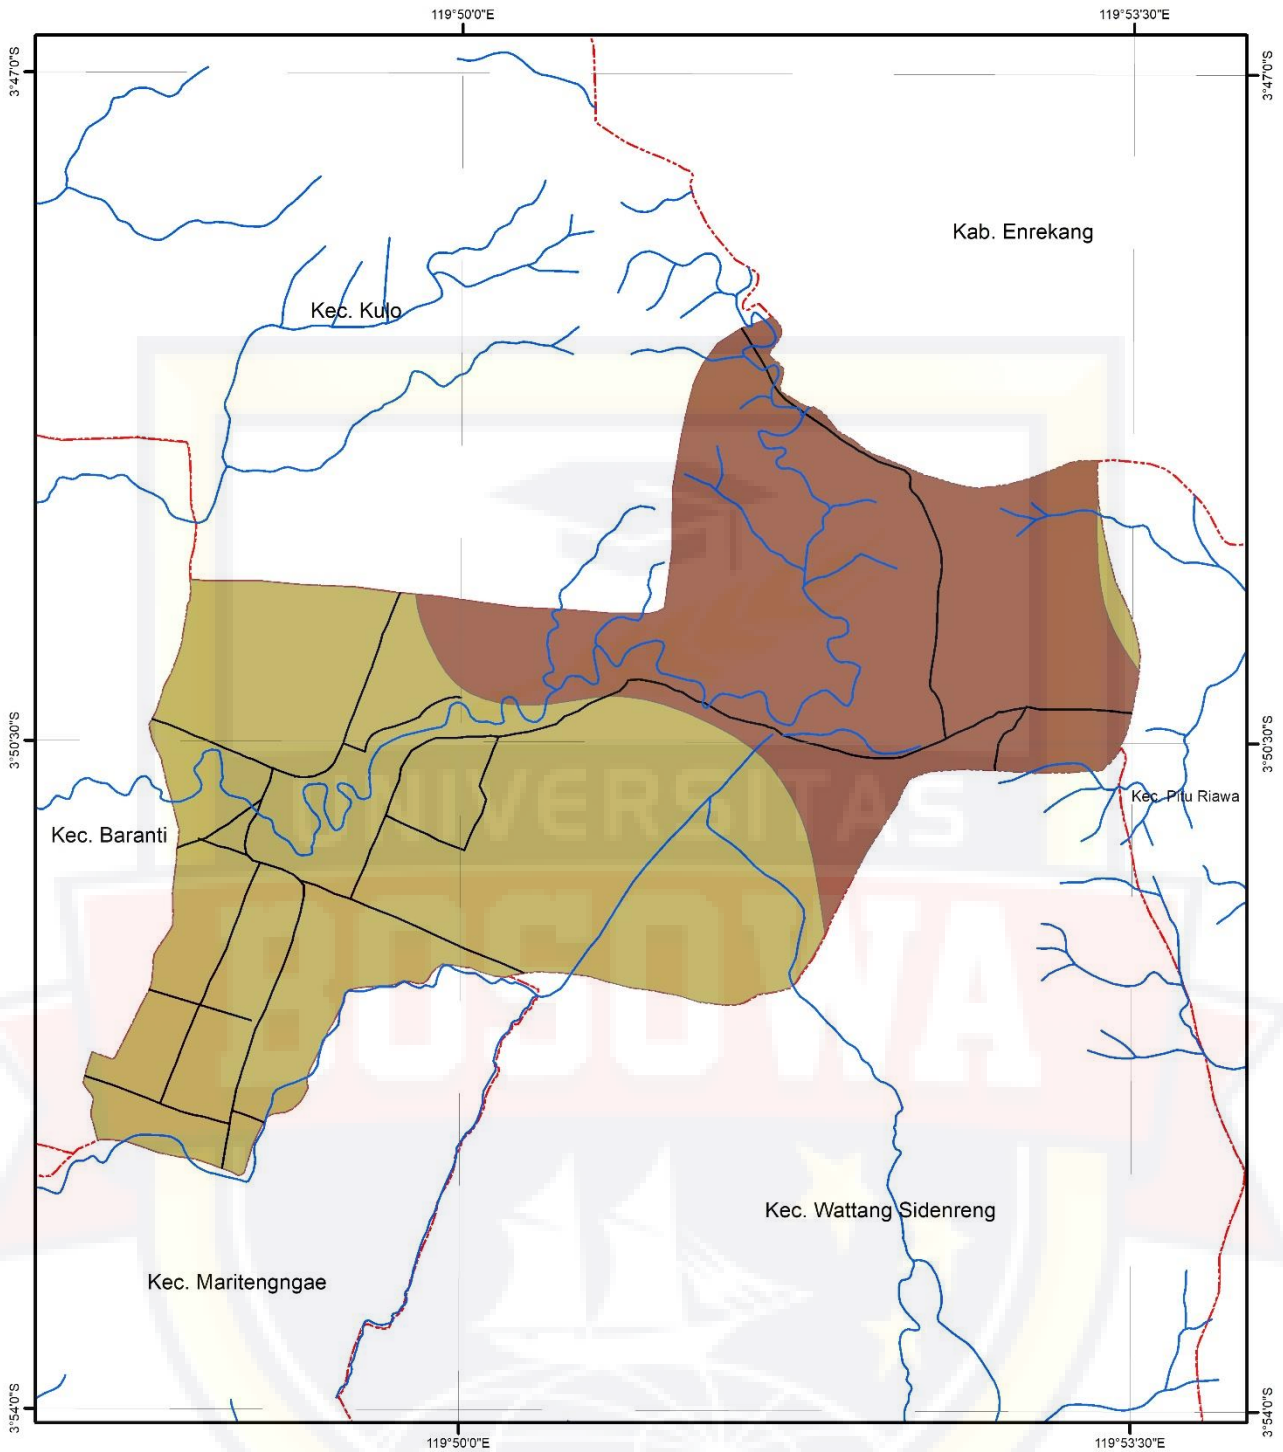 119°50'0"E
119°53'30"E
3°47'0"S
3°47'0"S
Kab. Enrekang
Kec. Kulo
3°50'30"S
3°50'30"S
Kec. Pitu Riawa
UNIVERSITAS
Kec. Baranti
BOSOWA
Kec. Wattang Sidenreng
Kec. Maritengngae
3°54'0"S
3°54'0"S
119°50'0"E
119°53'30"E